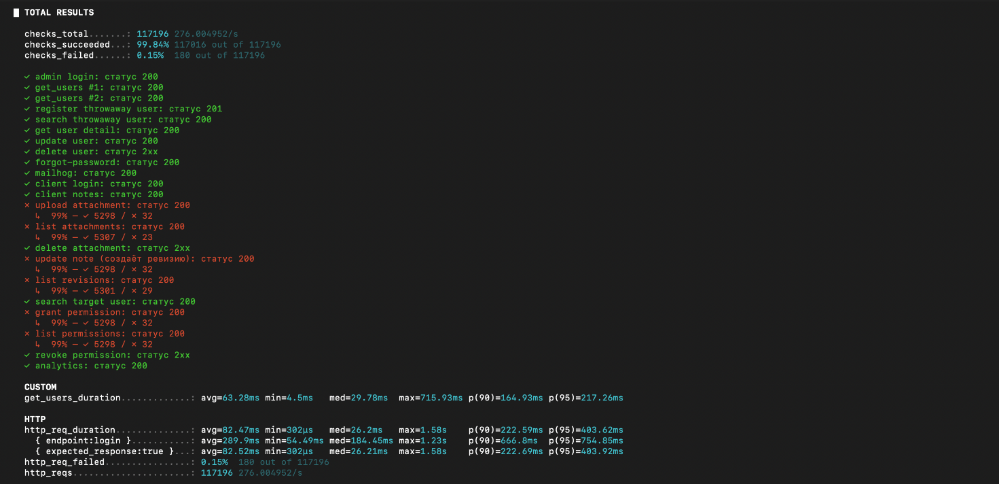 █ TOTAL RESULTS
checks_total.......: 117196 276.004952/s
checks_succeeded...: 99.84% 117016 out of 117196
checks_failed......: 0.15%  180 out of 117196
✓ admin login: статус 200
✓ get_users #1: статус 200
✓ get_users #2: статус 200
✓ register throwaway user: статус 201
✓ search throwaway user: статус 200
✓ get user detail: статус 200
✓ update user: статус 200
✓ delete user: статус 2xx
✓ forgot-password: статус 200
✓ mailhog: статус 200
✓ client login: статус 200
✓ client notes: статус 200
✗ upload attachment: статус 200
↳  99% — ✓ 5298 / ✗ 32
✗ list attachments: статус 200
↳  99% — ✓ 5307 / ✗ 23
✓ delete attachment: статус 2xx
✗ update note (создаёт ревизию): статус 200
↳  99% — ✓ 5298 / ✗ 32
✗ list revisions: статус 200
↳  99% — ✓ 5301 / ✗ 29
✓ search target user: статус 200
✗ grant permission: статус 200
↳  99% — ✓ 5298 / ✗ 32
✗ list permissions: статус 200
↳  99% — ✓ 5298 / ✗ 32
✓ revoke permission: статус 2xx
✓ analytics: статус 200
CUSTOM
get_users_duration.............: avg=63.28ms min=4.5ms   med=29.78ms  max=715.93ms p(90)=164.93ms p(95)=217.26ms
HTTP
http_req_duration..............: avg=82.47ms min=302µs   med=26.2ms   max=1.58s    p(90)=222.59ms p(95)=403.62ms
{ endpoint:login }...........: avg=289.9ms min=54.49ms med=184.45ms max=1.23s    p(90)=666.8ms  p(95)=754.85ms
{ expected_response:true }...: avg=82.52ms min=302µs   med=26.21ms  max=1.58s    p(90)=222.69ms p(95)=403.92ms
http_req_failed................: 0.15%  180 out of 117196
http_reqs......................: 117196 276.004952/s